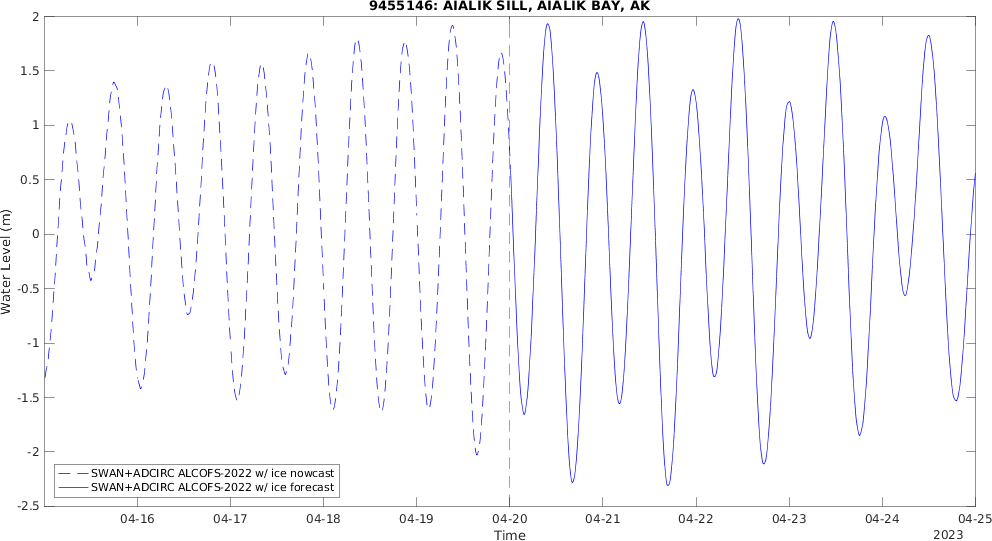 9455146: AIALIK SILL, AIALIK BAY, AK
2
1.5
1
0.5
0
-0.5
-1
-1.5
-2
-2.5
Water Level (m)
SWAN+ADCIRC ALCOFS-2022 w/ ice nowcast
SWAN+ADCIRC ALCOFS-2022 w/ ice forecast
04-16 04-17 04-18 04-19 04-20 04-21 04-22 04-23 04-24 04-25
Time
2023